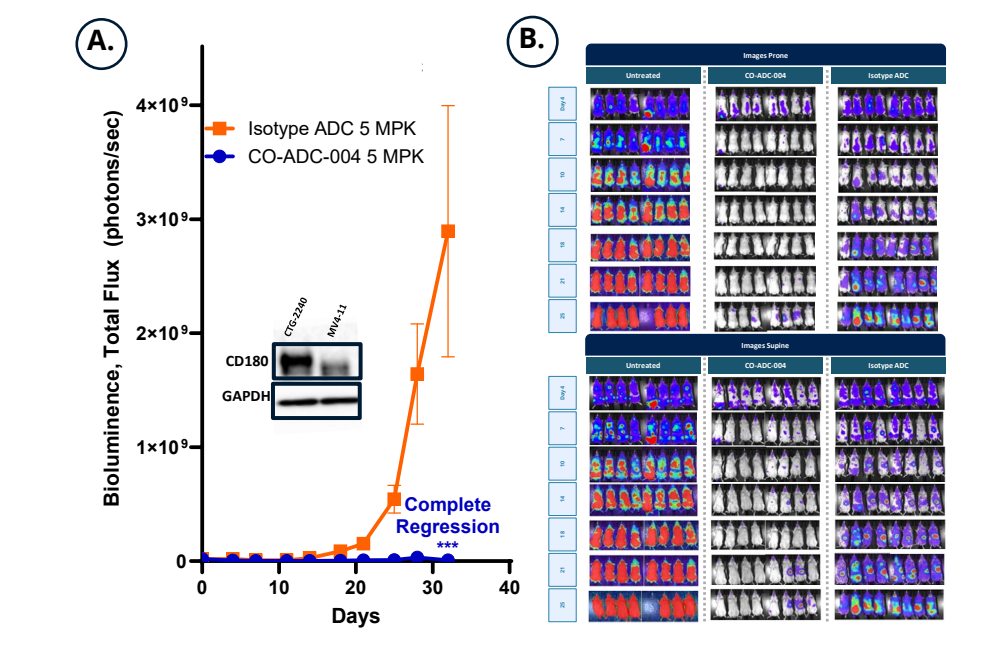 A.
4×10⁹
3×10⁹
2×10⁹
1×10⁹
0
Bioluminence, Total Flux (photons/sec)
Isotype ADC 5 MPK
CO-ADC-004 5 MPK
CTG-2240
MV4-11
CD180
GAPDH
Complete
Regression
***
0
10
20
30
40
Days
B.
Images Prone
Untreated
CO-ADC-004
Isotype ADC
Day 4
7
10
14
18
21
25
Images Supine
Untreated
CO-ADC-004
Isotype ADC
Day 4
7
10
14
18
21
25